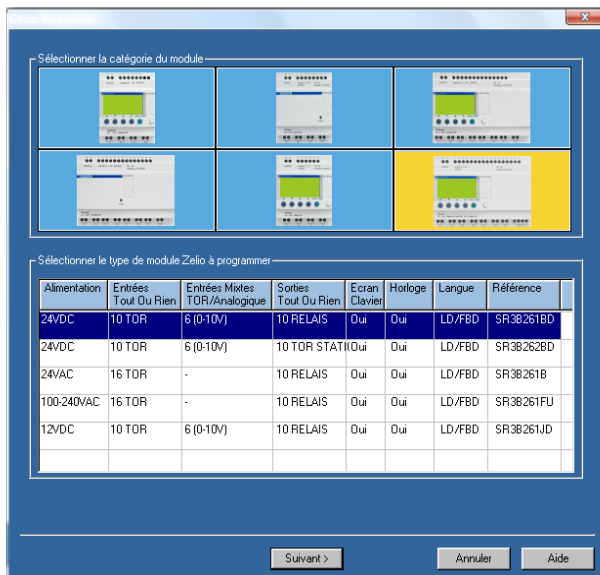 Choix du module
Sélectionner la catégorie du module
Sélectionner le type de module Zelio à programmer
Alimentation Entrées Tout Ou Rien Entrées Mixtes TOR/Analogique Sorties Tout Ou Rien Ecran Clavier Horloge Langue Référence
24VDC 10 TOR 6 (0-10V) 10 RELAIS Oui Oui LD/FBD SR3B261BD
24VDC 10 TOR 6 (0-10V) 10 TOR STATI Oui Oui LD/FBD SR3B262BD
24VAC 16 TOR - 10 RELAIS Oui Oui LD/FBD SR3B261B
100-240VAC 16 TOR - 10 RELAIS Oui Oui LD/FBD SR3B261FU
12VDC 10 TOR 6 (0-10V) 10 RELAIS Oui Oui LD/FBD SR3B261JD
Suivant > Annuler Aide